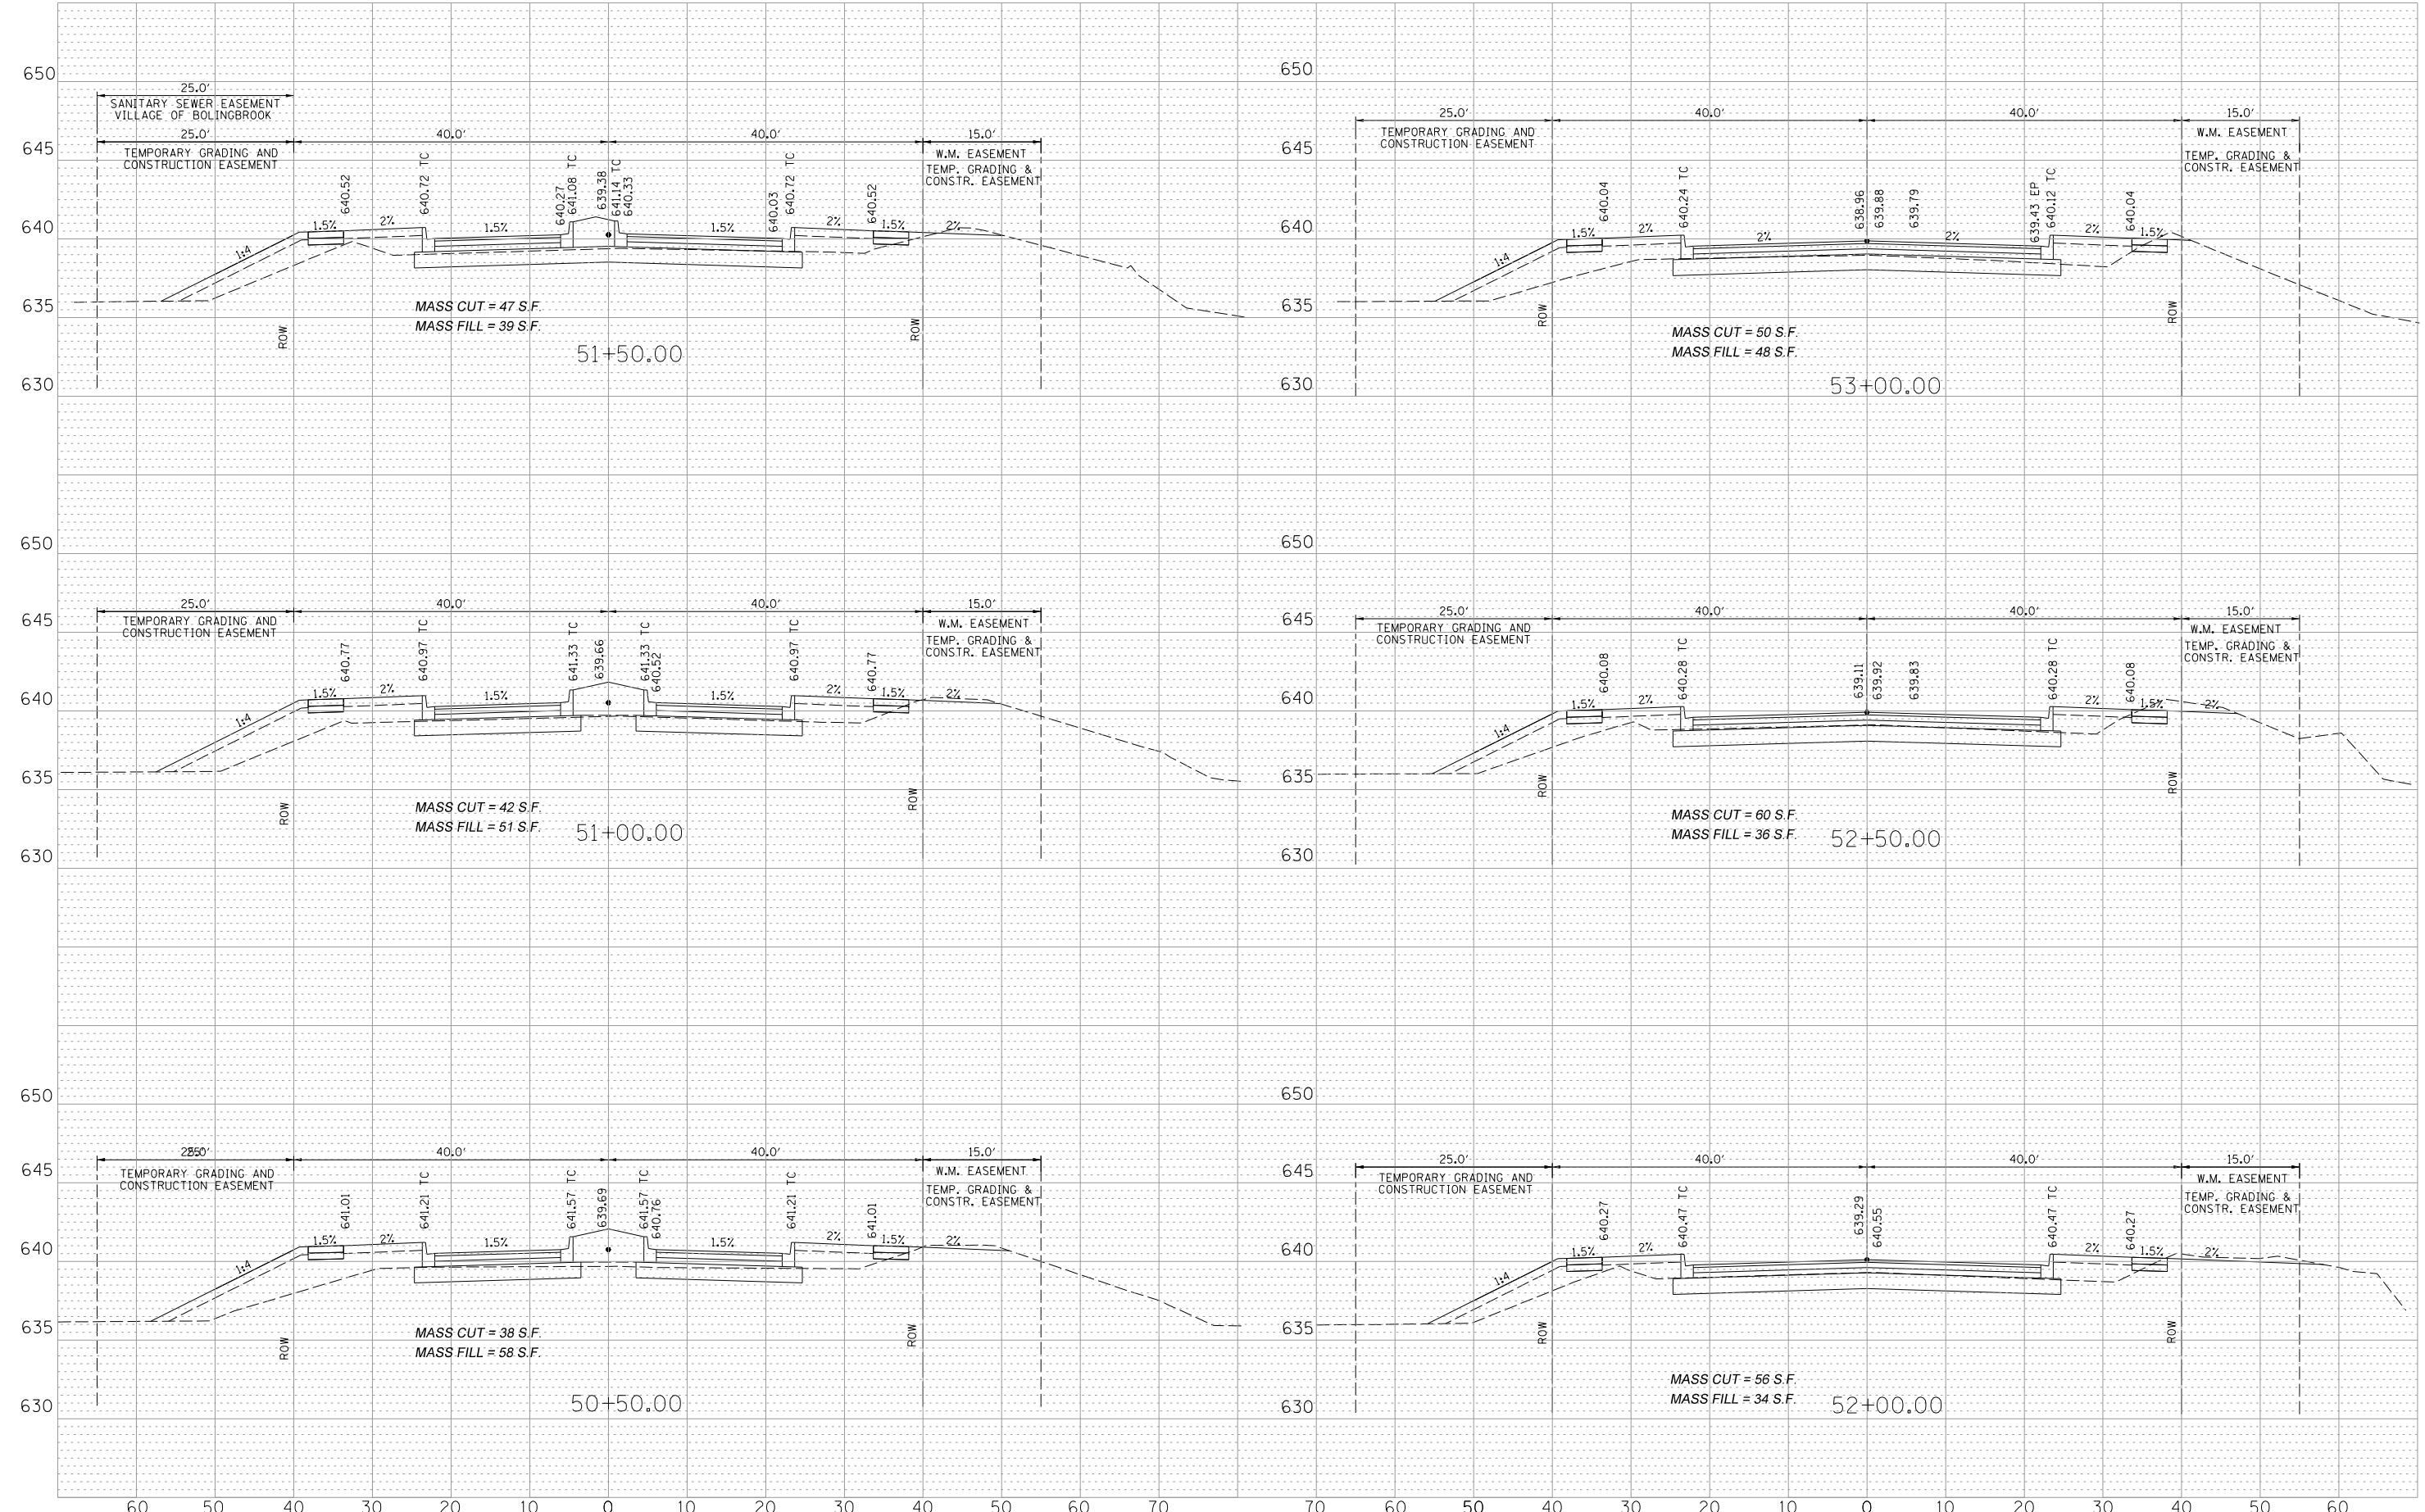 650
25.0'
SANITARY SEWER EASEMENT
VILLAGE OF BOLINGBROOK
25.0'
40.0'
40.0'
15.0'
645
TEMPORARY GRADING AND
CONSTRUCTION EASEMENT
W.M. EASEMENT
TEMP. GRADING &
CONSTR. EASEMENT
640.52
640.72 TC
640.27
641.08 TC
639.38
641.14 TC
640.33
640.03
640.72 TC
640.52
640
1:4
1.5%
2%
1.5%
1.5%
2%
1.5%
2%
635
ROW
ROW
MASS CUT = 47 S.F.
MASS FILL = 39 S.F.
51+50.00
630
650
25.0'
40.0'
40.0'
15.0'
645
TEMPORARY GRADING AND
CONSTRUCTION EASEMENT
W.M. EASEMENT
TEMP. GRADING &
CONSTR. EASEMENT
640.04
640.24 TC
638.96
639.88
639.79
639.43 EP
640.12 TC
640.04
640
1:4
1.5%
2%
2%
2%
2%
1.5%
635
ROW
ROW
MASS CUT = 50 S.F.
MASS FILL = 48 S.F.
53+00.00
630
650
25.0'
40.0'
40.0'
15.0'
645
TEMPORARY GRADING AND
CONSTRUCTION EASEMENT
W.M. EASEMENT
TEMP. GRADING &
CONSTR. EASEMENT
640.77
640.97 TC
641.33 TC
639.66
641.33 TC
640.52
640.97 TC
640.77
640
1:4
1.5%
2%
1.5%
1.5%
2%
1.5%
2%
635
ROW
ROW
MASS CUT = 42 S.F.
MASS FILL = 51 S.F.
51+00.00
630
650
25.0'
40.0'
40.0'
15.0'
645
TEMPORARY GRADING AND
CONSTRUCTION EASEMENT
W.M. EASEMENT
TEMP. GRADING &
CONSTR. EASEMENT
640.08
640.28 TC
639.11
639.92
639.83
640.28 TC
640.08
640
1:4
1.5%
2%
2%
2%
2%
1.5%
2%
635
ROW
ROW
MASS CUT = 60 S.F.
MASS FILL = 36 S.F.
52+50.00
630
650
40.0'
40.0'
15.0'
645
TEMPORARY GRADING AND
CONSTRUCTION EASEMENT
W.M. EASEMENT
TEMP. GRADING &
CONSTR. EASEMENT
641.01
641.21 TC
641.57 TC
639.69
641.57 TC
640.76
641.21 TC
641.01
640
1:4
1.5%
2%
1.5%
1.5%
2%
1.5%
635
ROW
ROW
MASS CUT = 38 S.F.
MASS FILL = 58 S.F.
50+50.00
630
650
25.0'
40.0'
40.0'
15.0'
645
TEMPORARY GRADING AND
CONSTRUCTION EASEMENT
W.M. EASEMENT
TEMP. GRADING &
CONSTR. EASEMENT
640.27
640.47 TC
639.29
640.55
640.47 TC
640.27
640
1:4
1.5%
2%
2%
2%
2%
1.5%
2%
635
ROW
ROW
MASS CUT = 56 S.F.
MASS FILL = 34 S.F.
52+00.00
630
60 50 40 30 20 10 0 10 20 30 40 50 60 70 70 60 50 40 30 20 10 0 10 20 30 40 50 60